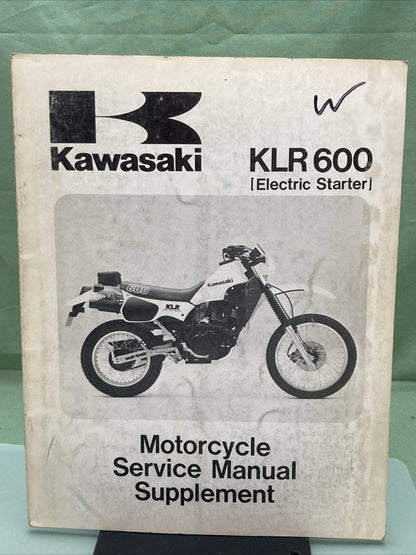 W
Kawasaki
KLR 600
[Electric Starter]
600
Kawasaki
KLR
Motorcycle
Service Manual
Supplement